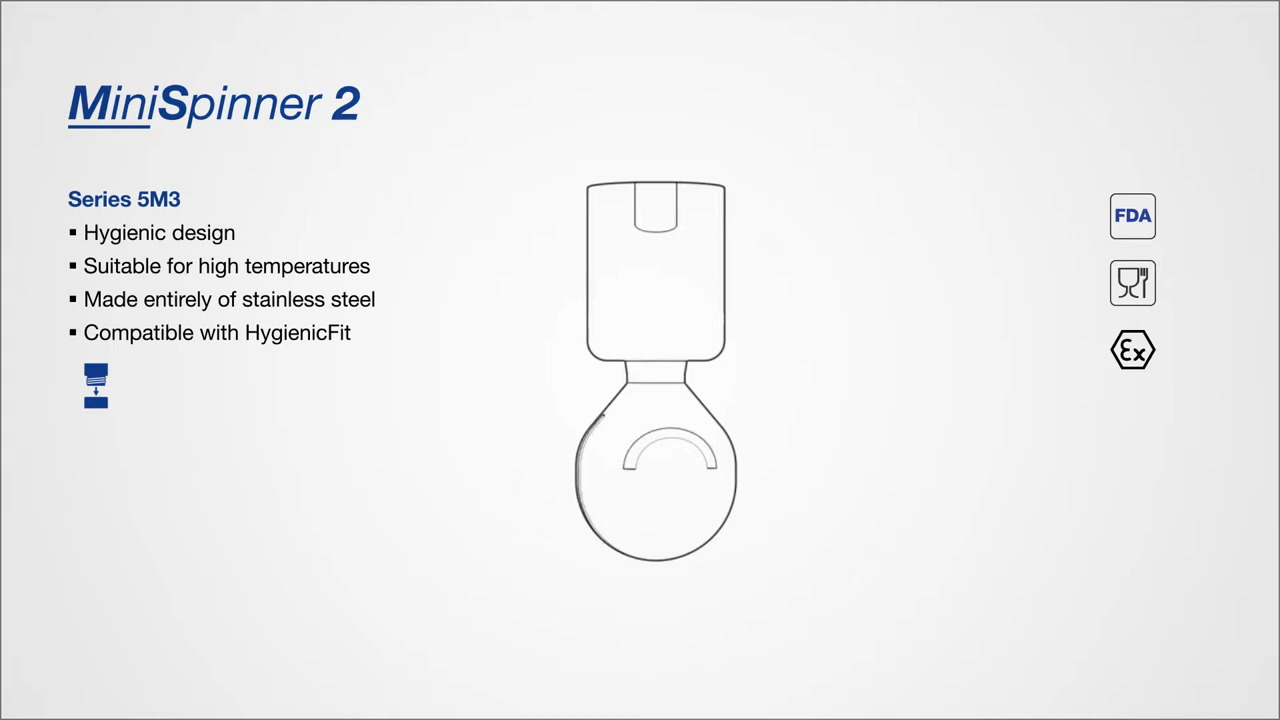 MiniSpinner 2
Series 5M3
▪ Hygienic design
▪ Suitable for high temperatures
▪ Made entirely of stainless steel
▪ Compatible with HygienicFit
FDA
Ex